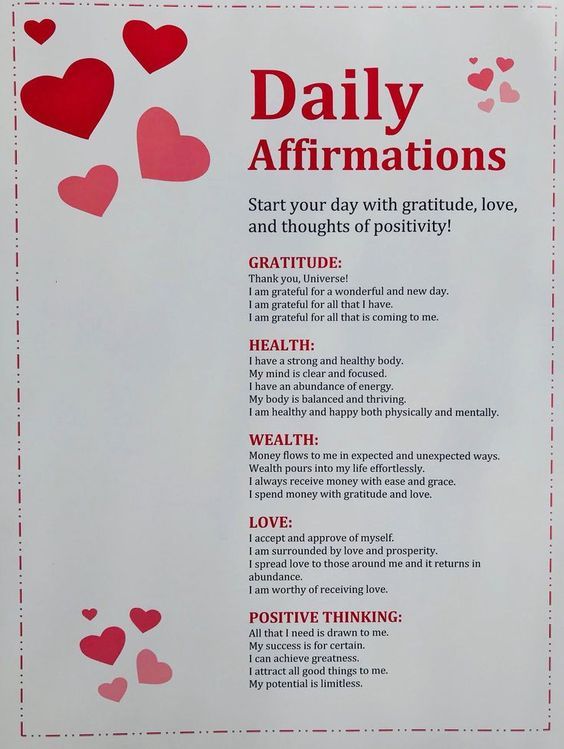 Daily
Affirmations
Start your day with gratitude, love,
and thoughts of positivity!
GRATITUDE:
Thank you, Universe!
I am grateful for a wonderful and new day.
I am grateful for all that I have.
I am grateful for all that is coming to me.
HEALTH:
I have a strong and healthy body.
My mind is clear and focused.
I have an abundance of energy.
My body is balanced and thriving.
I am healthy and happy both physically and mentally.
WEALTH:
Money flows to me in expected and unexpected ways.
Wealth pours into my life effortlessly.
I always receive money with ease and grace.
I spend money with gratitude and love.
LOVE:
I accept and approve of myself.
I am surrounded by love and prosperity.
I spread love to those around me and it returns in
abundance.
I am worthy of receiving love.
POSITIVE THINKING:
All that I need is drawn to me.
My success is for certain.
I can achieve greatness.
I attract all good things to me.
My potential is limitless.